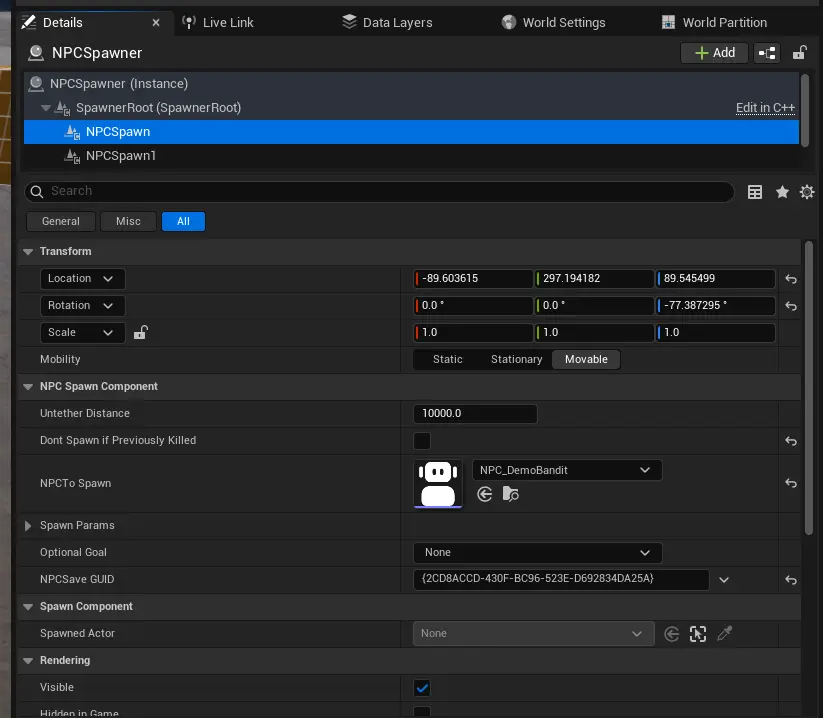 Details
Live Link
Data Layers
World Settings
World Partition
NPCSpawner
Add
NPCSpawner (Instance)
SpawnerRoot (SpawnerRoot)
Edit in C++
NPCSpawn
NPCSpawn1
Search
General
Misc
All
Transform
Location
-89.603615
297.194182
89.545499
Rotation
0.0 °
0.0 °
-77.387295 °
Scale
1.0
1.0
1.0
Mobility
Static
Stationary
Movable
NPC Spawn Component
Untether Distance
10000.0
Dont Spawn if Previously Killed
NPCTo Spawn
NPC_DemoBandit
Spawn Params
Optional Goal
None
NPCSave GUID
{2CD8ACCD-430F-BC96-523E-D692834DA25A}
Spawn Component
Spawned Actor
None
Rendering
Visible
Hidden in Game